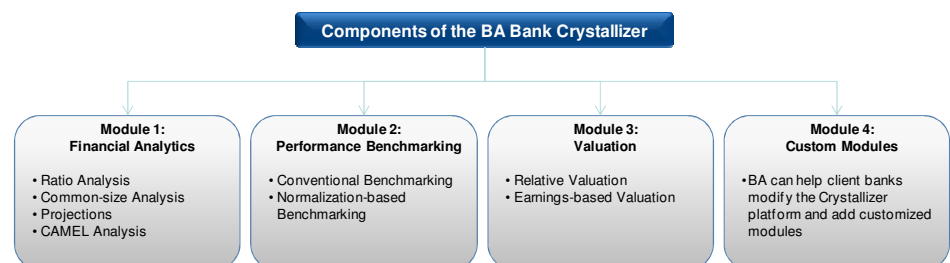 Components of the BA Bank Crystallizer
Module 1:
Financial Analytics
• Ratio Analysis
• Common-size Analysis
• Projections
• CAMEL Analysis
Module 2:
Performance Benchmarking
• Conventional Benchmarking
• Normalization-based
Benchmarking
Module 3:
Valuation
• Relative Valuation
• Earnings-based Valuation
Module 4:
Custom Modules
• BA can help client banks
modify the Crystallizer
platform and add customized
modules